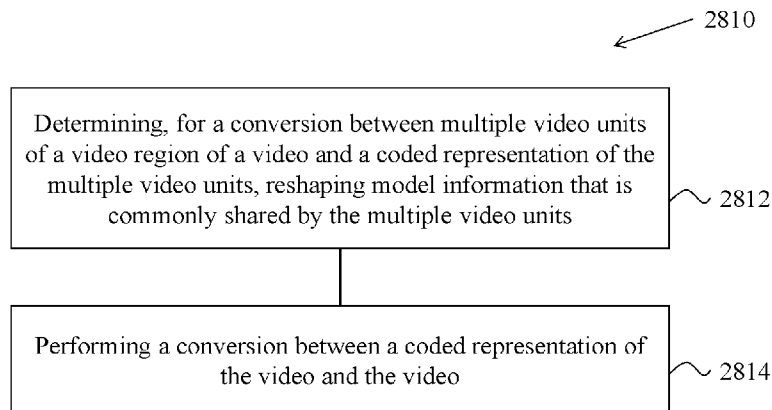 2810
Determining, for a conversion between multiple video units
of a video region of a video and a coded representation of the
multiple video units, reshaping model information that is
commonly shared by the multiple video units
2812
Performing a conversion between a coded representation of
the video and the video
2814